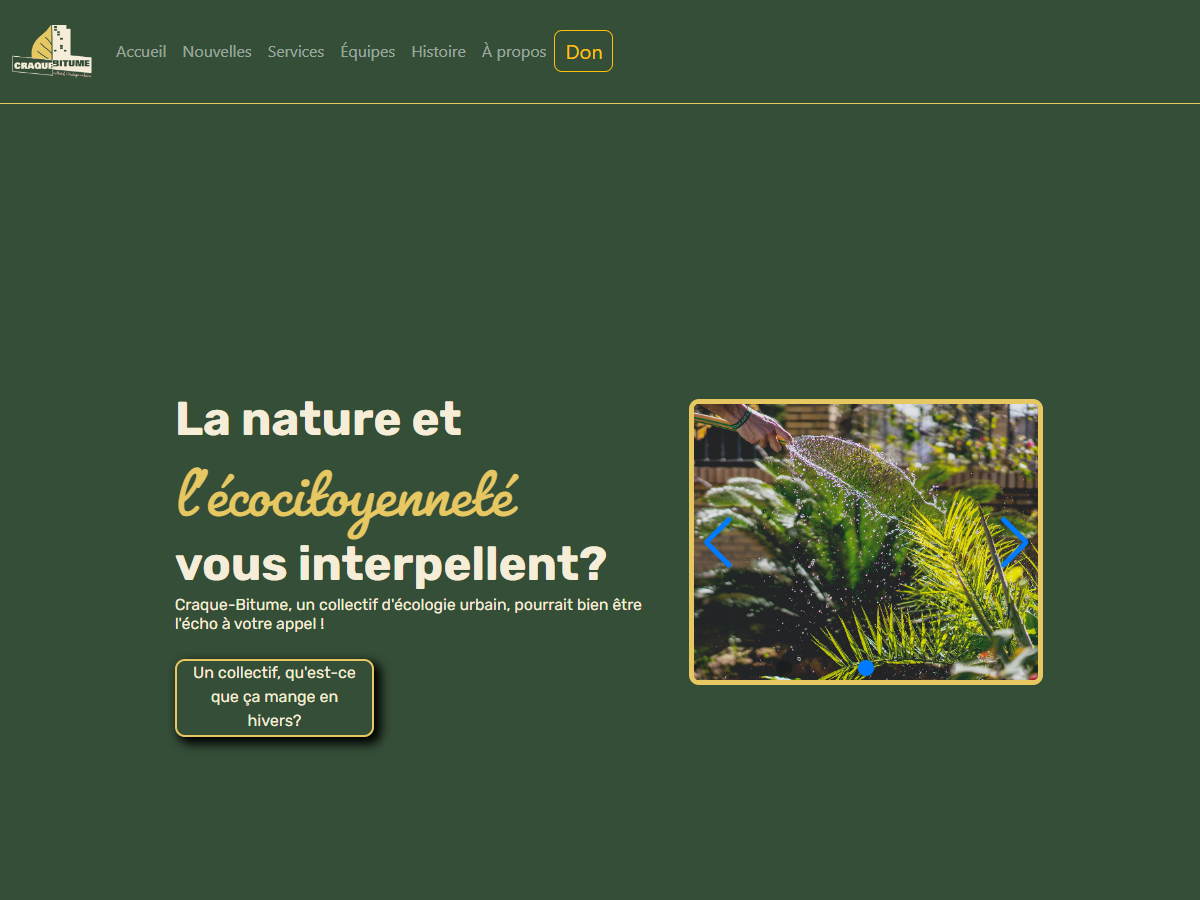 CRAQUE BITUME
Accueil Nouvelles Services Équipes Histoire À propos Don
La nature et
l'écocitoyenneté
vous interpellent?
Craque-Bitume, un collectif d'écologie urbain, pourrait bien être
l'écho à votre appel !
Un collectif, qu'est-ce
que ça mange en
hivers?